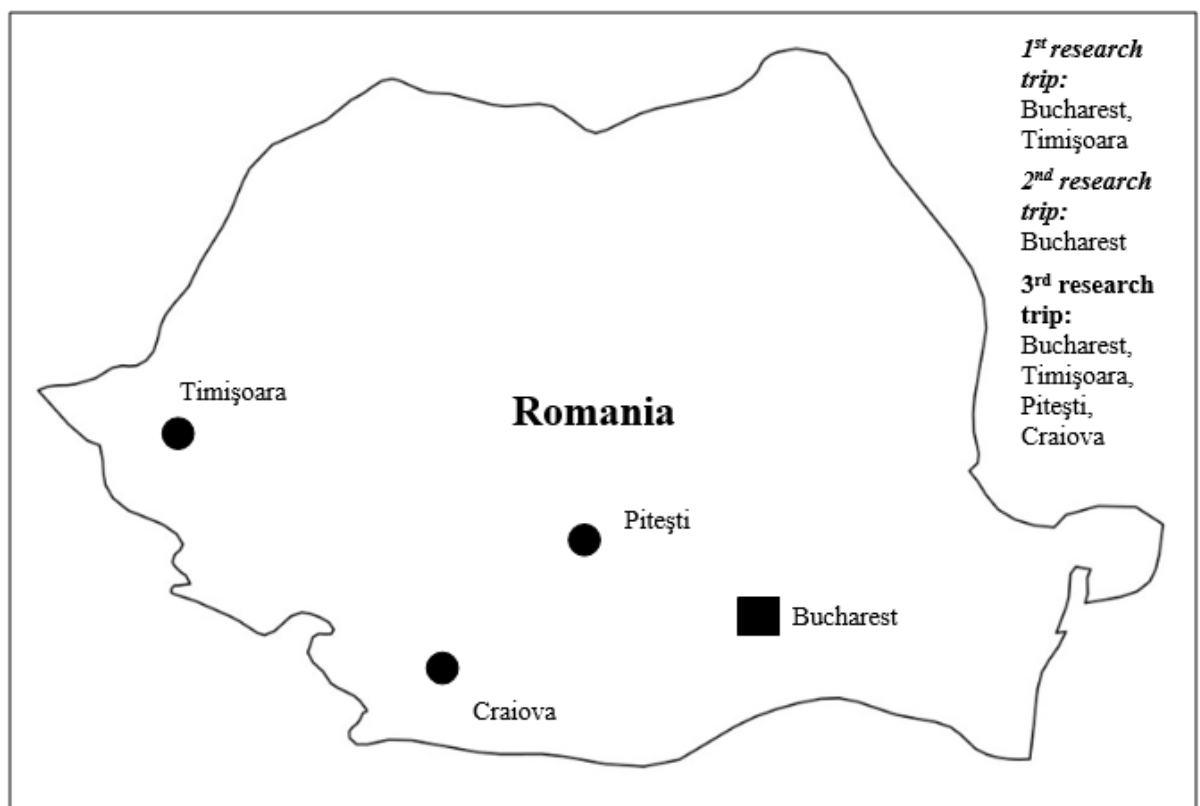 1st research
trip:
Bucharest,
Timişoara
2nd research
trip:
Bucharest
3rd research
trip:
Bucharest,
Timişoara,
Piteşti,
Craiova
Timişoara
Romania
Piteşti
Bucharest
Craiova